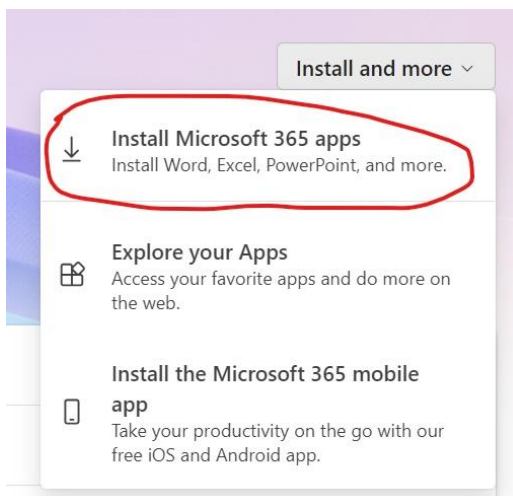 Install and more
Install Microsoft 365 apps
Install Word, Excel, PowerPoint, and more.
Explore your Apps
Access your favorite apps and do more on
the web.
Install the Microsoft 365 mobile
app
Take your productivity on the go with our
free iOS and Android app.